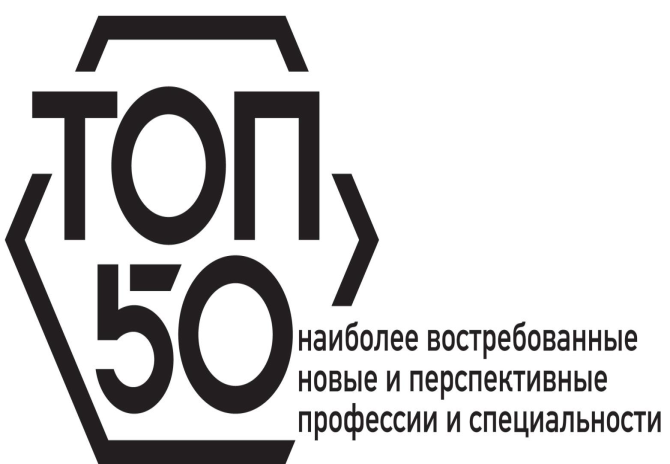 ТОП
50
наиболее востребованные
новые и перспективные
профессии и специальности